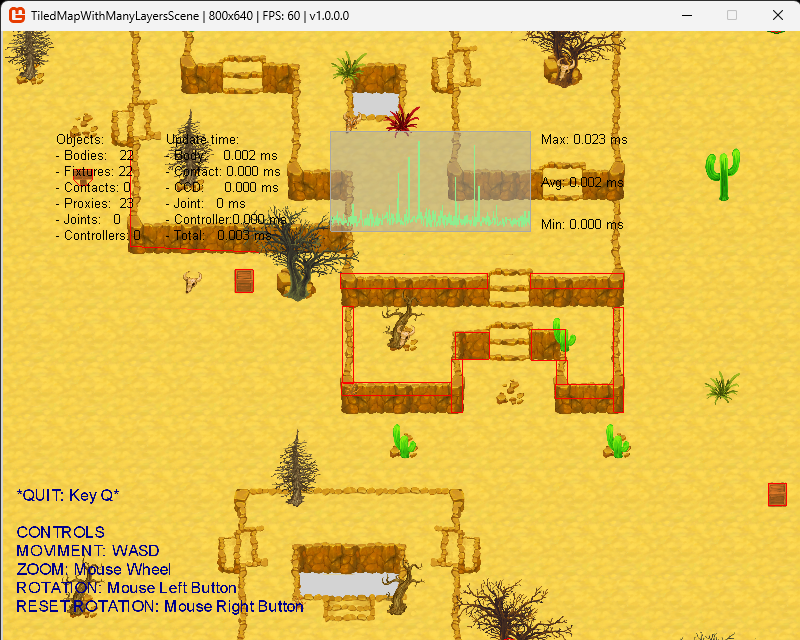 TiledMapWithManyLayersScene | 800x640 | FPS: 60 | v1.0.0.0
Objects:
- Bodies: 22
- Fixtures: 22
- Contacts: 0
- Proxies: 23
- Joints: 0
- Controllers: 0
Update time:
- Body: 0.002 ms
- Contact: 0.000 ms
- CCD: 0.000 ms
- Joint: 0 ms
- Controller:0.000 ms
- Total: 0.003 ms
Max: 0.023 ms
Avg: 0.002 ms
Min: 0.000 ms
*QUIT: Key Q*
CONTROLS
MOVIMENT: WASD
ZOOM: Mouse Wheel
ROTATION: Mouse Left Button
RESET ROTATION: Mouse Right Button